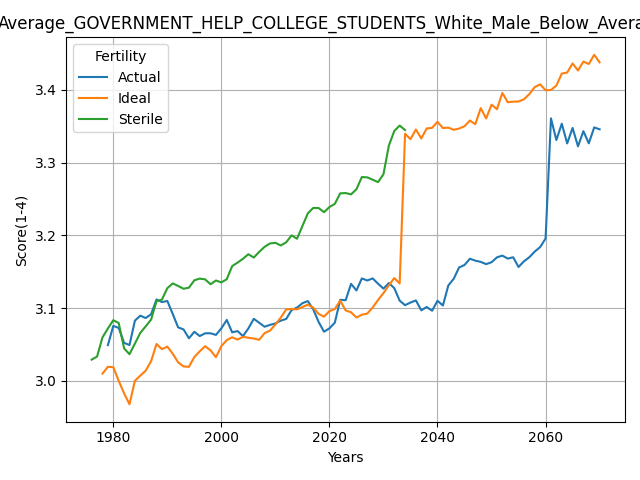 Average_GOVERNMENT_HELP_COLLEGE_STUDENTS_White_Male_Below_Avera
Fertility
Actual
Ideal
Sterile
Score(1-4)
3.4
3.3
3.2
3.1
3.0
1980 2000 2020 2040 2060
Years